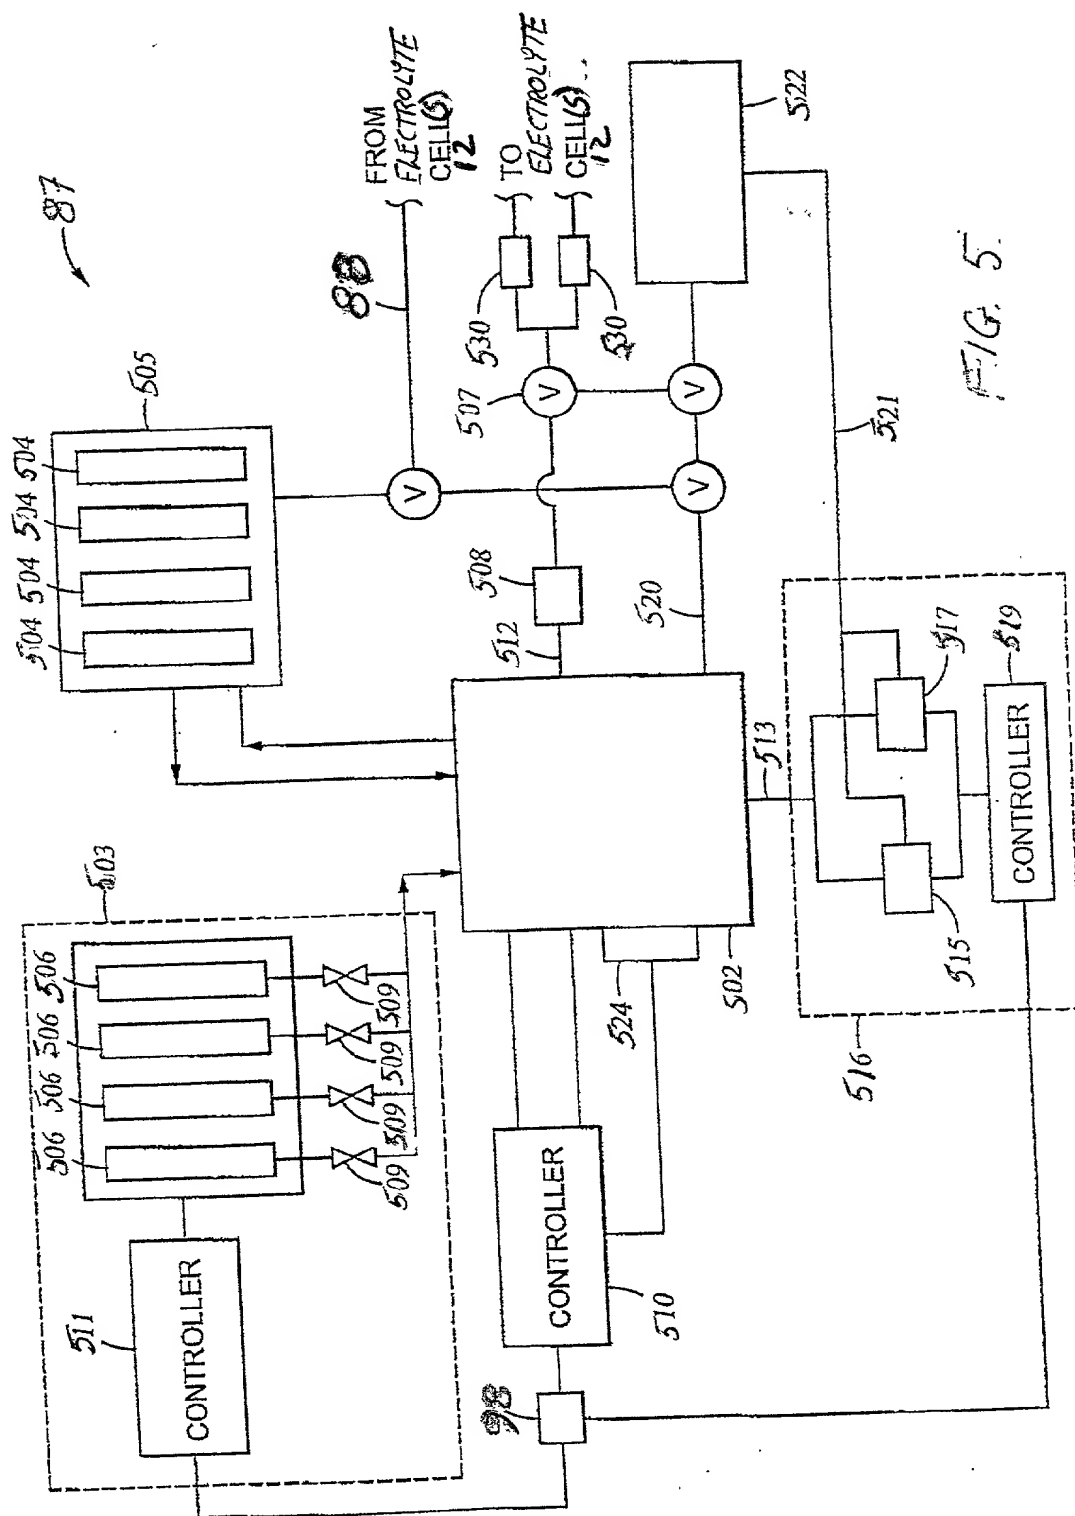 87
505
504
504
504
504
88
FROM
ELECTROLYTE
CELL(S)
12
TO
ELECTROLYTE
CELL(S)...
12
530
530
507
V
V
V
V
522
508
512
520
521
503
506
506
506
506
509
509
509
509
511
CONTROLLER
CONTROLLER
510
98
524
502
513
516
515
517
CONTROLLER
519
FIG. 5.